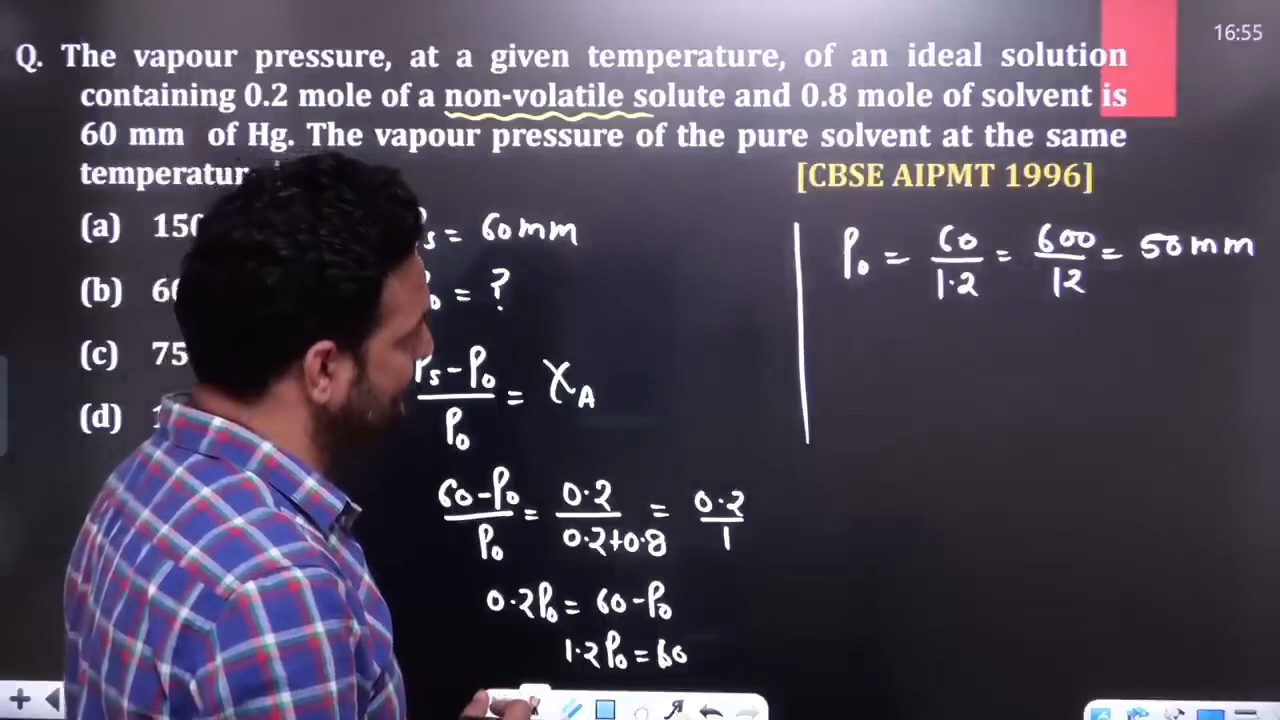 16:55
Q. The vapour pressure, at a given temperature, of an ideal solution
containing 0.2 mole of a non-volatile solute and 0.8 mole of solvent is
60 mm of Hg. The vapour pressure of the pure solvent at the same
[CBSE AIPMT 1996]
(a)
(b)
(c) 75
(d)
s = 60mm
= ?
Ps-P₀/P₀ = X_A
60-P₀/P₀ = 0.2/0.2+0.8 = 0.2/1
0.2P₀ = 60-P₀
1.2P₀ = 60
P₀ = 60/1.2 = 600/12 = 50mm